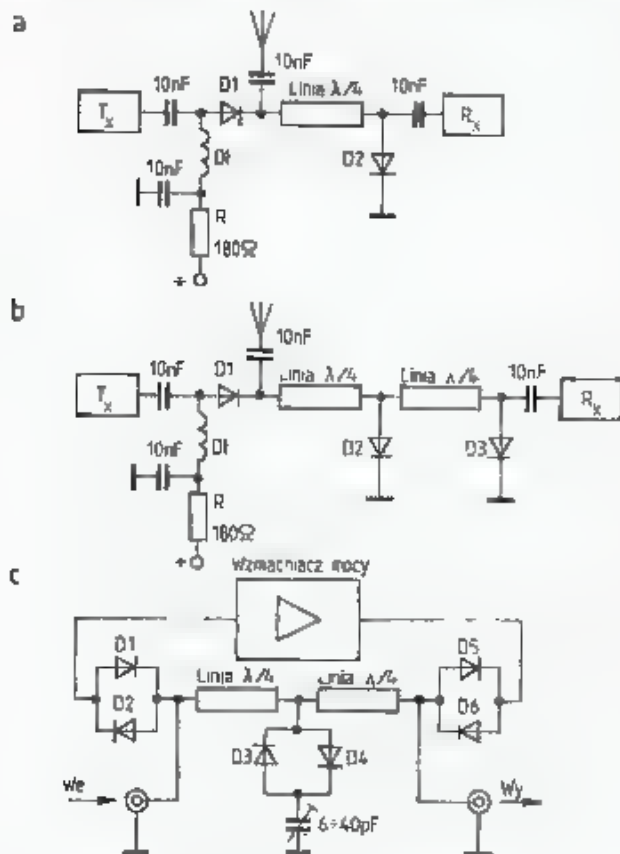 a
10nF
10nF D1 Linia λ/4 10nF
Tx Rx
Dł D2
10nF
R
180Ω
+
b
10nF
10nF D1 Linia λ/4 Linia λ/4 10nF
Tx Rx
Dł D2 D3
10nF
R
180Ω
+
c
Wzmacniacz mocy
D1 D5
Linia λ/4 Linia λ/4
D2 D6
D3 D4
We Wy
6÷40pF